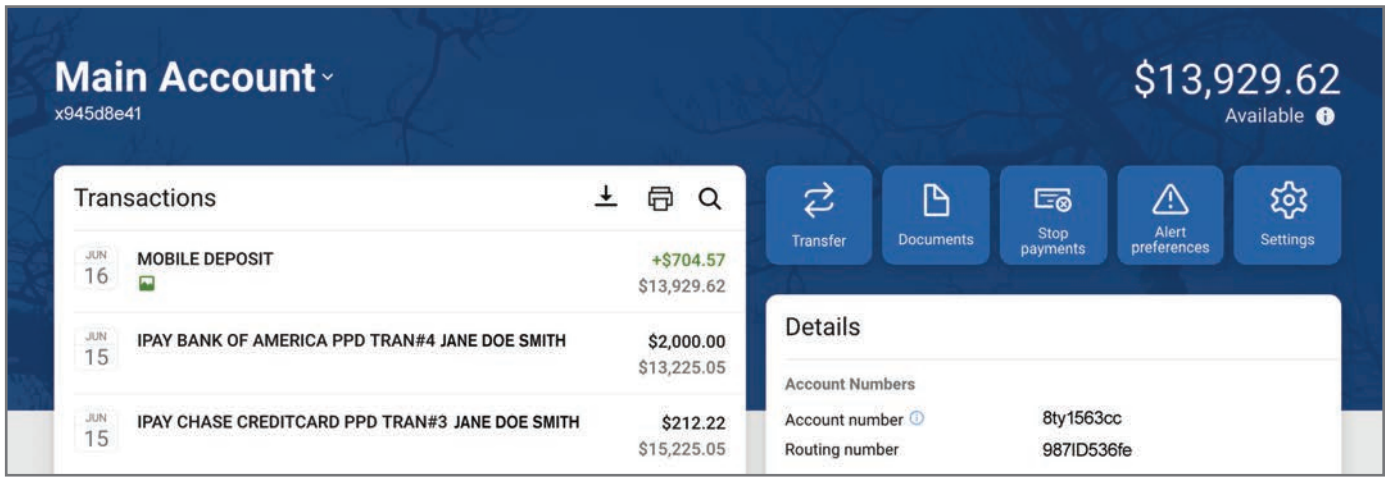 Main Account
x945d8e41
$13,929.62
Available
Transactions
JUN
16
MOBILE DEPOSIT
+$704.57
$13,929.62
JUN
15
IPAY BANK OF AMERICA PPD TRAN#4 JANE DOE SMITH
$2,000.00
$13,225.05
JUN
15
IPAY CHASE CREDITCARD PPD TRAN#3 JANE DOE SMITH
$212.22
$15,225.05
Transfer
Documents
Stop
payments
Alert
preferences
Settings
Details
Account Numbers
Account number 8ty1563cc
Routing number 987ID536fe